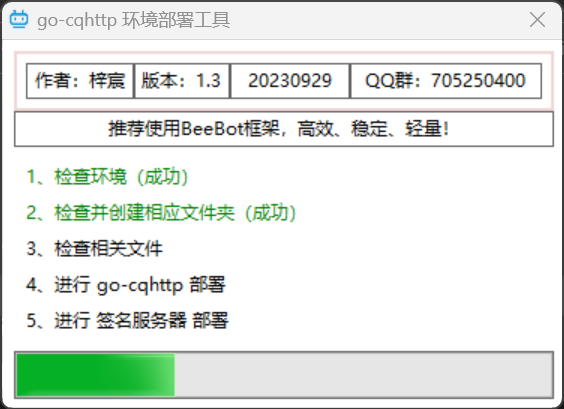 go-cqhttp 环境部署工具
作者：梓宸 版本：1.3 20230929 QQ群：705250400
推荐使用BeeBot框架，高效、稳定、轻量！
1、检查环境（成功）
2、检查并创建相应文件夹（成功）
3、检查相关文件
4、进行 go-cqhttp 部署
5、进行 签名服务器 部署